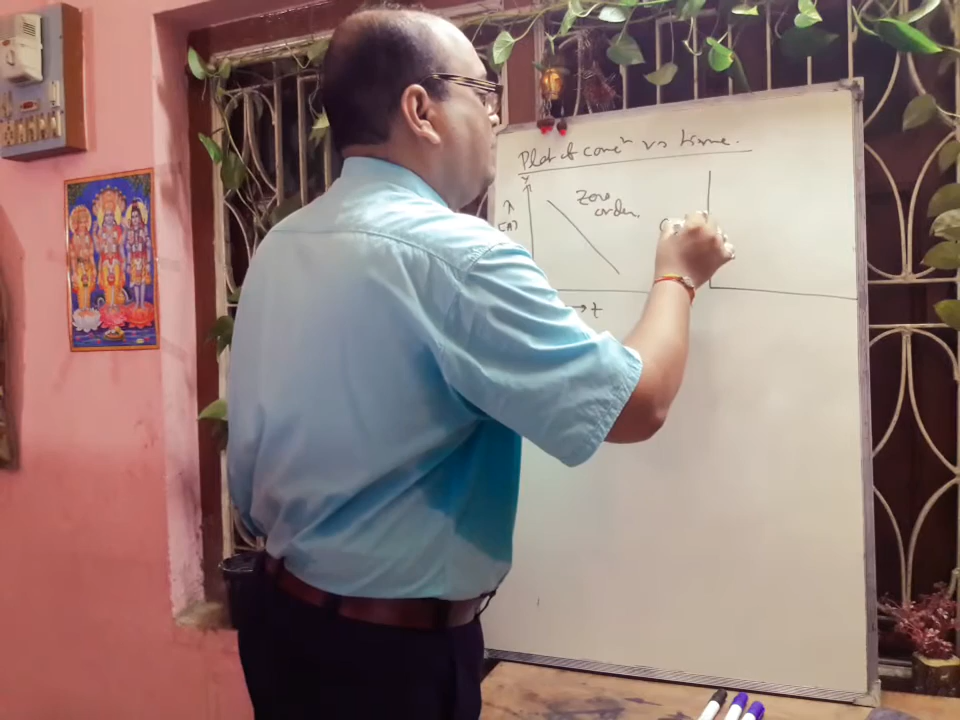 Plot of concⁿ vs time.
Y
Zero
order.
[A]
→ t